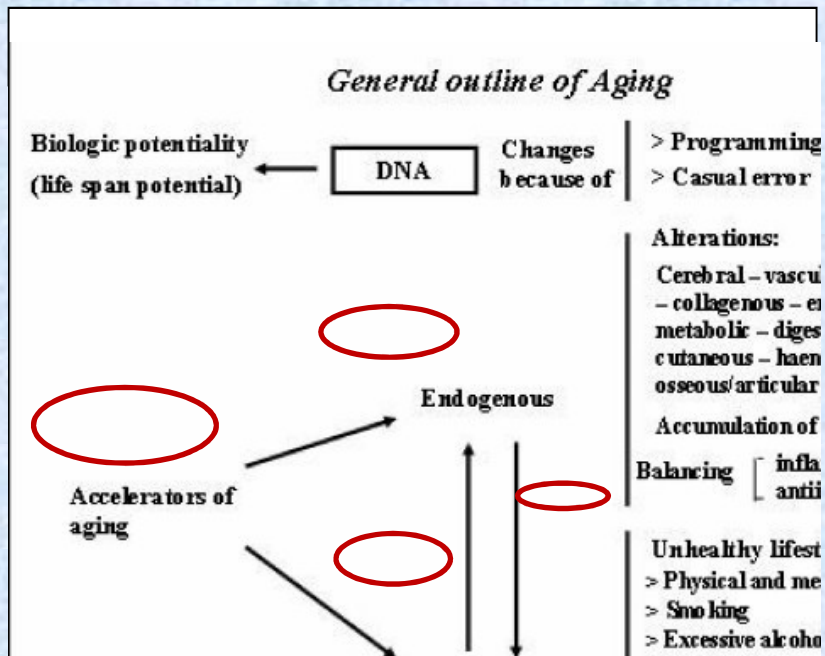 General outline of Aging
Biologic potentiality
(life span potential)
DNA
Changes
because of
> Programming
> Casual error
Alterations:
Cerebral – vascu
– collagenous – e
metabolic – diges
cutaneous – haem
osseous/articular
Accumulation of
Endogenous
Balancing
infla
antii
Accelerators of
aging
Unhealthy lifest
> Physical and me
> Smoking
> Excessive alcoho